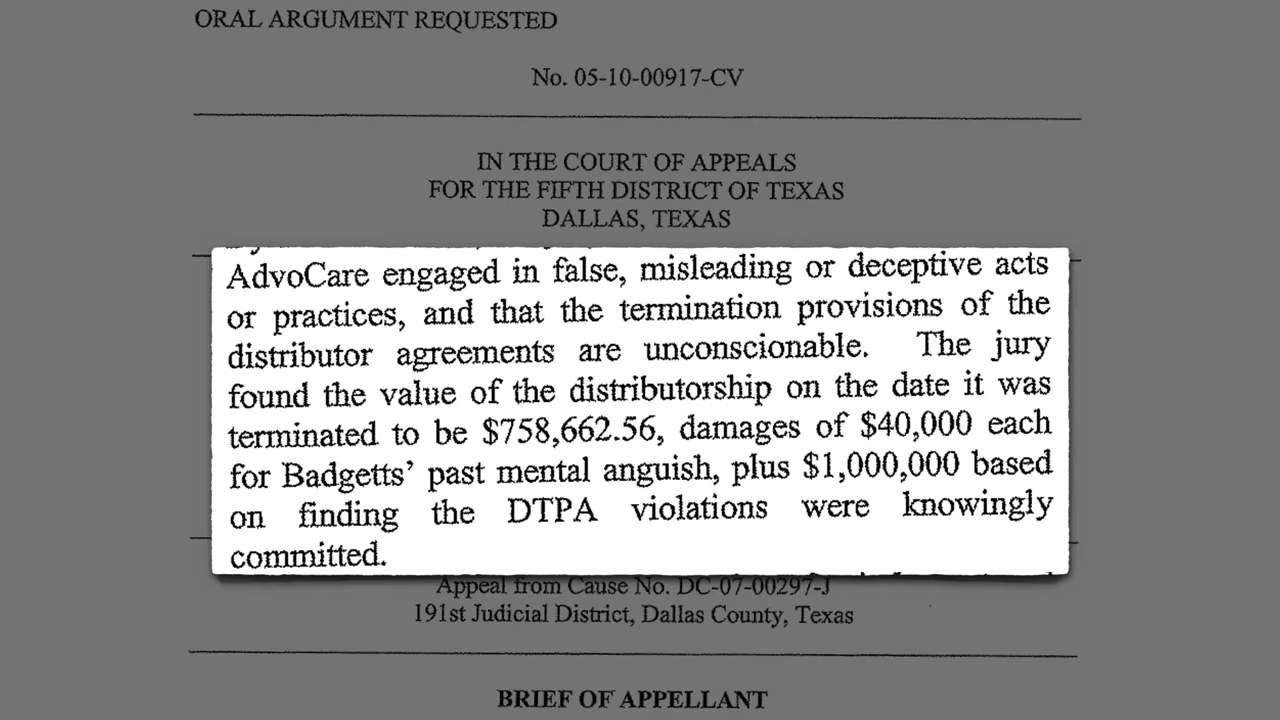 ORAL ARGUMENT REQUESTED
No. 05-10-00917-CV
IN THE COURT OF APPEALS
FOR THE FIFTH DISTRICT OF TEXAS
DALLAS, TEXAS
AdvoCare engaged in false, misleading or deceptive acts
or practices, and that the termination provisions of the
distributor agreements are unconscionable. The jury
found the value of the distributorship on the date it was
terminated to be $758,662.56, damages of $40,000 each
for Badgetts’ past mental anguish, plus $1,000,000 based
on finding the DTPA violations were knowingly
committed.
Appeal from Cause No. DC-07-00297-J
191st Judicial District, Dallas County, Texas
BRIEF OF APPELLANT